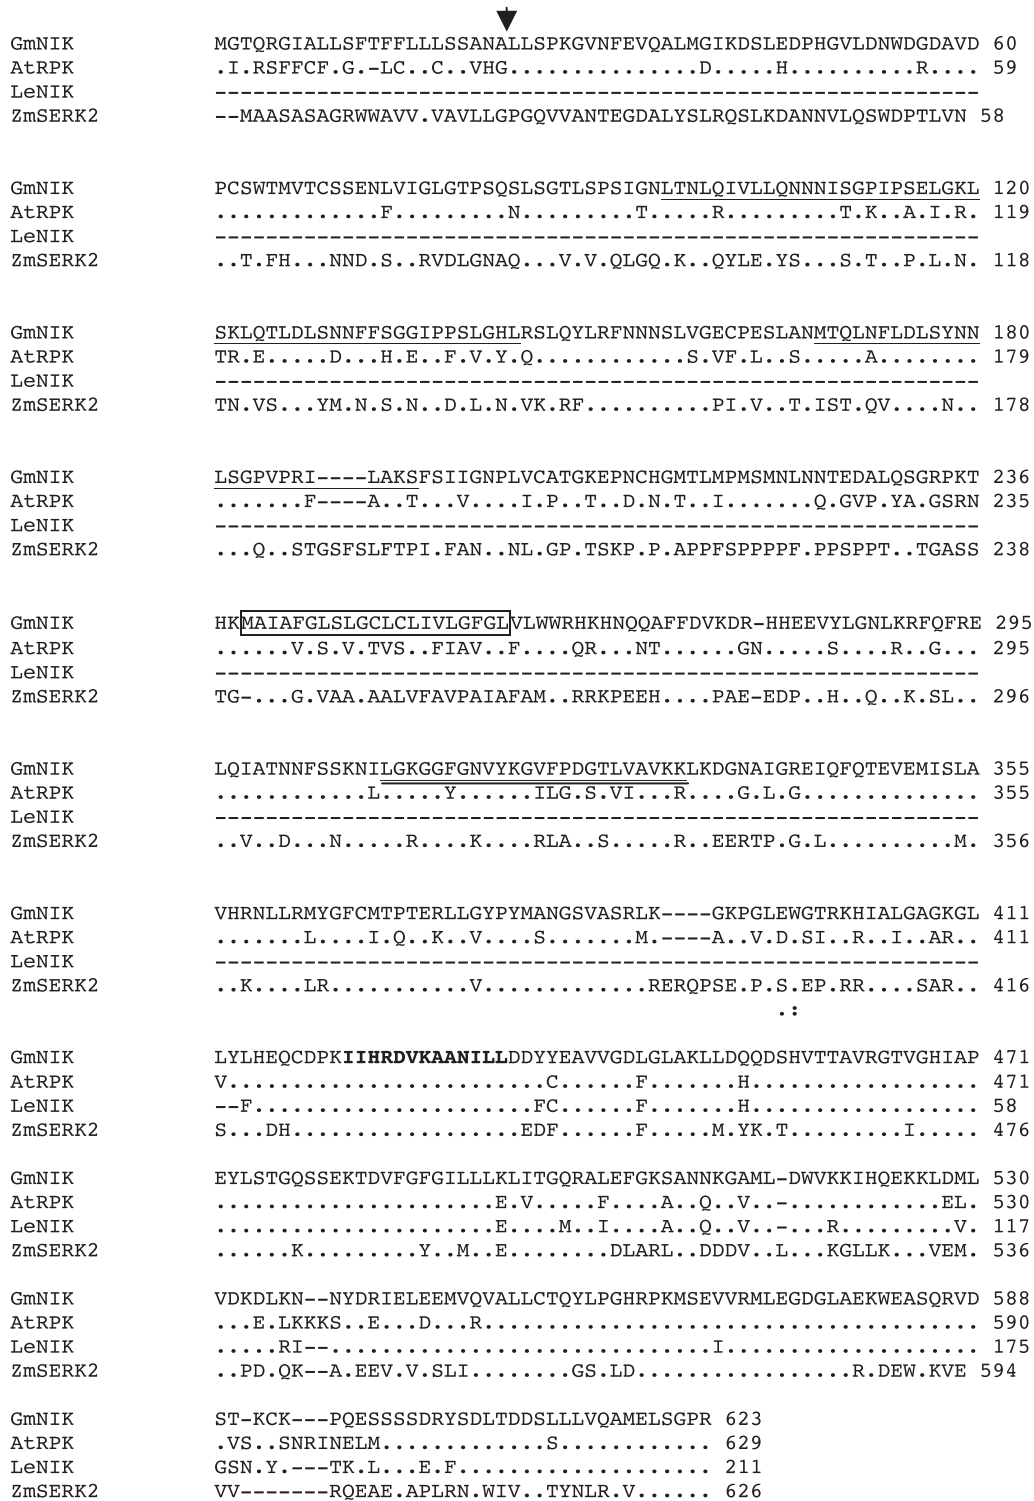 GmNIK MGTQRGIALLSFTFFLLLSSANALLSPKGVNFEVQALMGIKDSLEDPHGVLDNWDGDAVD 60
AtRPK .I.RSFFCF.G.-LC..C..VHG...............D.....H..........R.... 59
LeNIK ------------------------------------------------------------
ZmSERK2 --MAASASAGRWWAVV.VAVLLGPGQVVANTEGDALYSLRQSLKDANNVLQSWDPTLVN 58
GmNIK PCSWTMVTCSSENLVIGLGTPSQSLSGTLSPSIGNLTNLQIVLLQNNNISGPIPSELGKL 120
AtRPK .............F.........N.........T.....R.........T.K..A.I.R. 119
LeNIK ------------------------------------------------------------
ZmSERK2 ..T.FH...NND.S..RVDLGNAQ...V.V.QLGQ.K..QYLE.YS...S.T..P.L.N. 118
GmNIK SKLQTLDLSNNFFSGGIPPSLGHLRSLQYLRFNNNSLVGECPESLANMTQLNFLDLSYNN 180
AtRPK TR.E.....D...H.E..F.V.Y.Q............S.VF.L..S.....A........ 179
LeNIK ------------------------------------------------------------
ZmSERK2 TN.VS...YM.N.S.N..D.L.N.VK.RF..........PI.V..T.IST.QV....N.. 178
GmNIK LSGPVPRI----LAKSFSIIGNPLVCATGKEPNCHGMTLMPMSMNLNNTEDALQSGRPKT 236
AtRPK .......F----A..T...V....I.P..T..D.N.T..I.......Q.GVP.YA.GSRN 235
LeNIK ------------------------------------------------------------
ZmSERK2 ...Q..STGSFSLFTPI.FAN..NL.GP.TSKP.P.APPFSPPPPF.PPSPPT..TGASS 238
GmNIK HKMAIAFGLSLGCLCLIVLGFGLVLWWRHKHNQQAFFDVKDR-HHEEVYLGNLKRFQFRE 295
AtRPK ......V.S.V.TVS..FIAV..F....QR...NT......GN.....S....R..G... 295
LeNIK ------------------------------------------------------------
ZmSERK2 TG-...G.VAA.AALVFAVPAIAFAM..RRKPEEH....PAE-EDP..H..Q..K.SL.. 296
GmNIK LQIATNNFSSKNILGKGGFGNVYKGVFPDGTLVAVKKLKDGNAIGREIQFQTEVEMISLA 355
AtRPK ............L.....Y......ILG.S.VI....R....G.L.G.............. 355
LeNIK ------------------------------------------------------------
ZmSERK2 ..V..D...N.....R....K....RLA..S.....R..EERTP.G.L..........M. 356
GmNIK VHRNLLRMYGFCMTPTERLLGYPYMANGSVASRLK----GKPGLEWGTRKHIALGAGKGL 411
AtRPK .......L....I.Q..K..V....S.......M.----A..V.D.SI..R..I..AR.. 411
LeNIK ------------------------------------------------------------
ZmSERK2 ..K....LR...........V.............RERQPSE.P.S.EP.RR....SAR.. 416
.:
GmNIK LYLHEQCDPKIIHRDVKAANILLDDYYEAVVGDLGLAKLLDQQDSHVTTAVRGTVGHIAP 471
AtRPK V.........................C......F.......H.................. 471
LeNIK --F......................FC......F.......H.................. 58
ZmSERK2 S...DH..................EDF......F.....M.YK.T.........I..... 476
GmNIK EYLSTGQSSEKTDVFGFGILLLKLITGQRALEFGKSANNKGAML-DWVKKIHQEKKLDML 530
AtRPK ......................E.V.....F....A..Q..V..-............EL. 530
LeNIK ......................E....M..I....A..Q..V..-...R.........V. 117
ZmSERK2 ......K.........Y..M..E........DLARL..DDDV..L...KGLLK...VEM. 536
GmNIK VDKDLKN--NYDRIELEEMVQVALLCTQYLPGHRPKMSEVVRMLEGDGLAEKWEASQRVD 588
AtRPK ...E.LKKKS..E...D...R....................................... 590
LeNIK .....RI--..............................I.................... 175
ZmSERK2 ..PD.QK--A.EEV.V.SLI........GS.LD.................R.DEW.KVE 594
GmNIK ST-KCK---PQESSSSDRYSDLTDDSLLLVQAMELSGPR 623
AtRPK .VS..SNRINELM.............S............ 629
LeNIK GSN.Y.---TK.L...E.F.................... 211
ZmSERK2 VV-------RQEAE.APLRN.WIV..TYNLR.V...... 626